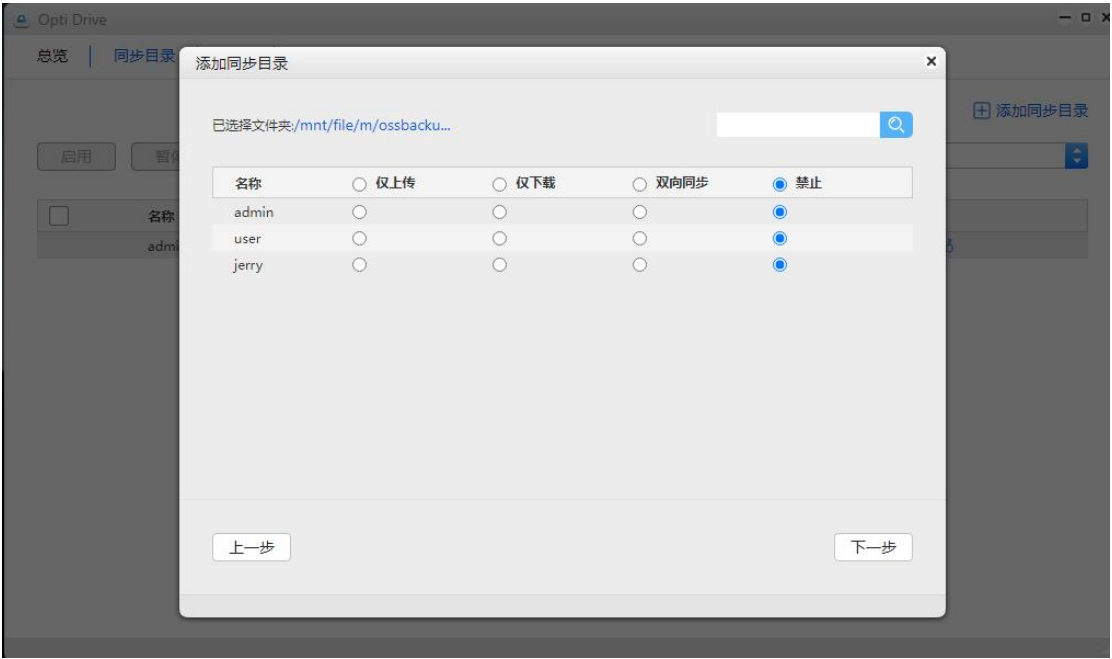 Opti Drive
总览 同步目录
添加同步目录
添加同步目录
已选择文件夹:/mnt/file/m/ossbacku...
启用
名称 仅上传 仅下载 双向同步 禁止
admin
user
jerry
名称
上一步 下一步